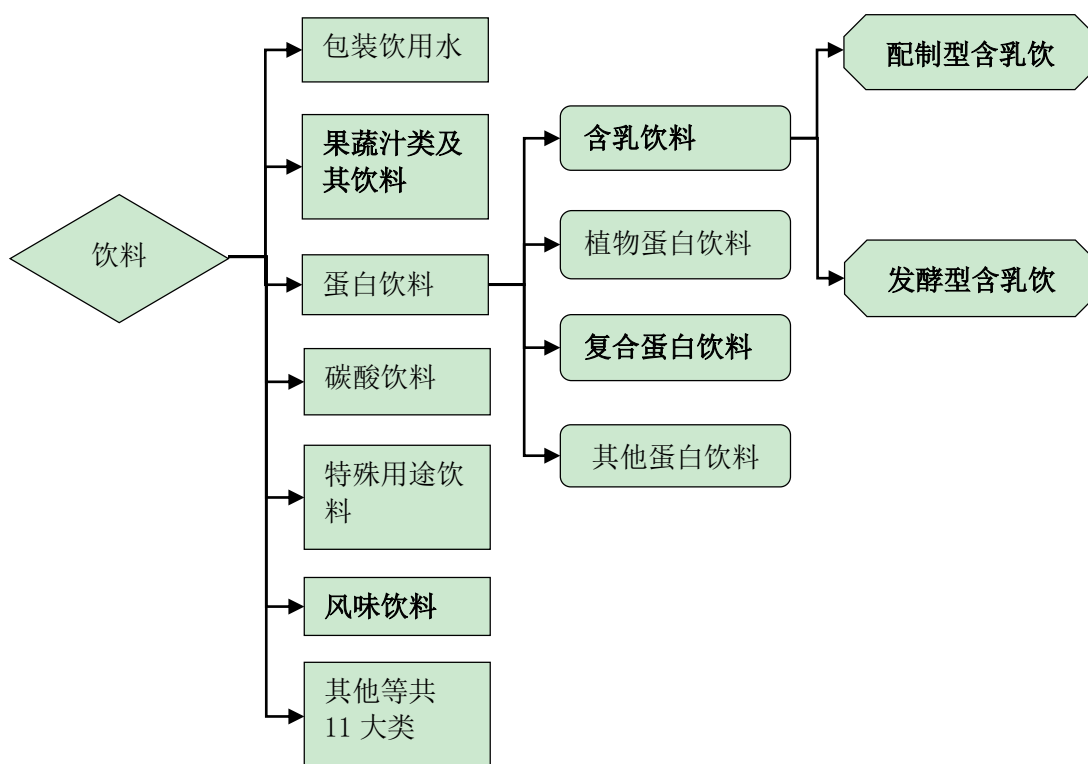 饮料
包装饮用水
果蔬汁类及
其饮料
蛋白饮料
碳酸饮料
特殊用途饮
料
风味饮料
其他等共
11 大类
含乳饮料
植物蛋白饮料
复合蛋白饮料
其他蛋白饮料
配制型含乳饮
发酵型含乳饮